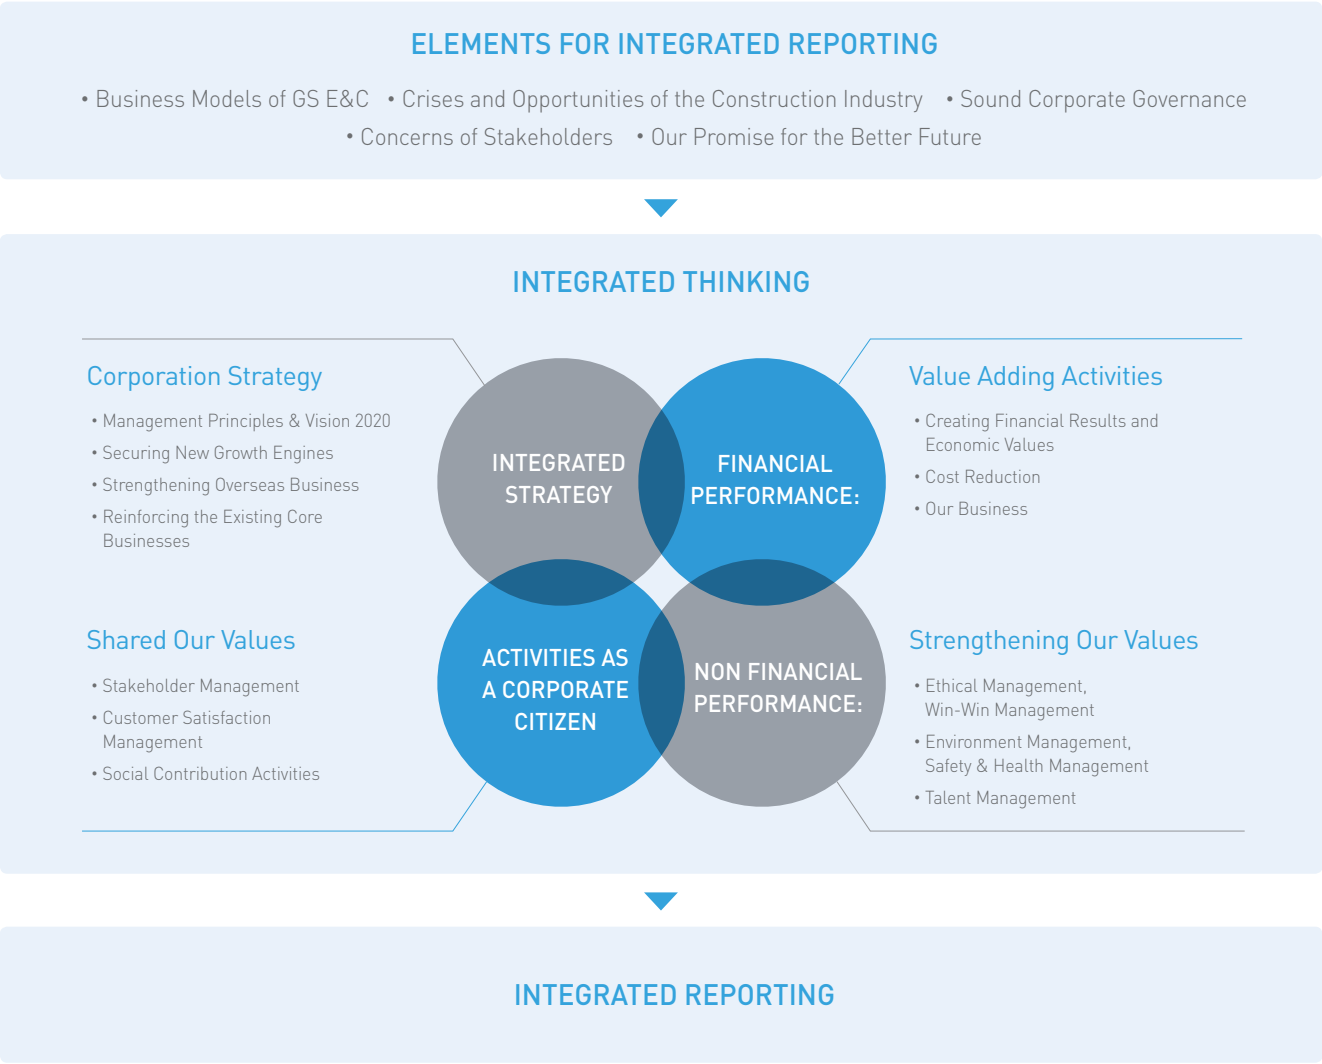 ELEMENTS FOR INTEGRATED REPORTING
• Business Models of GS E&C • Crises and Opportunities of the Construction Industry • Sound Corporate Governance
• Concerns of Stakeholders • Our Promise for the Better Future
INTEGRATED THINKING
Corporation Strategy
• Management Principles & Vision 2020
• Securing New Growth Engines
• Strengthening Overseas Business
• Reinforcing the Existing Core
Businesses
INTEGRATED
STRATEGY
FINANCIAL
PERFORMANCE:
Value Adding Activities
• Creating Financial Results and
Economic Values
• Cost Reduction
• Our Business
Shared Our Values
• Stakeholder Management
• Customer Satisfaction
Management
• Social Contribution Activities
ACTIVITIES AS
A CORPORATE
CITIZEN
NON FINANCIAL
PERFORMANCE:
Strengthening Our Values
• Ethical Management,
Win-Win Management
• Environment Management,
Safety & Health Management
• Talent Management
INTEGRATED REPORTING